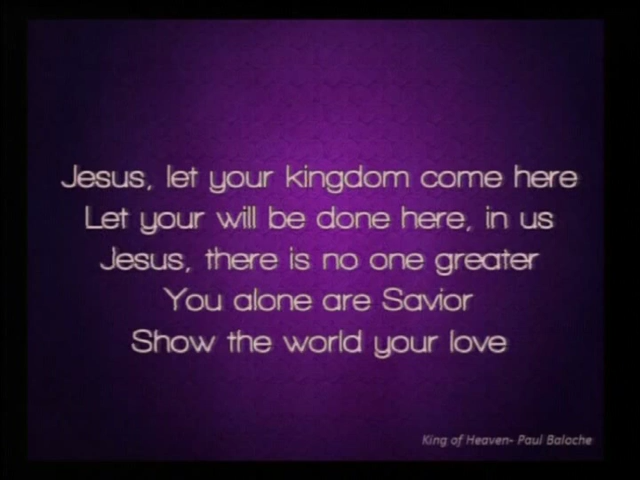 Jesus, let your kingdom come here
Let your will be done here, in us
Jesus, there is no one greater
You alone are Savior
Show the world your love
King of Heaven- Paul Baloche